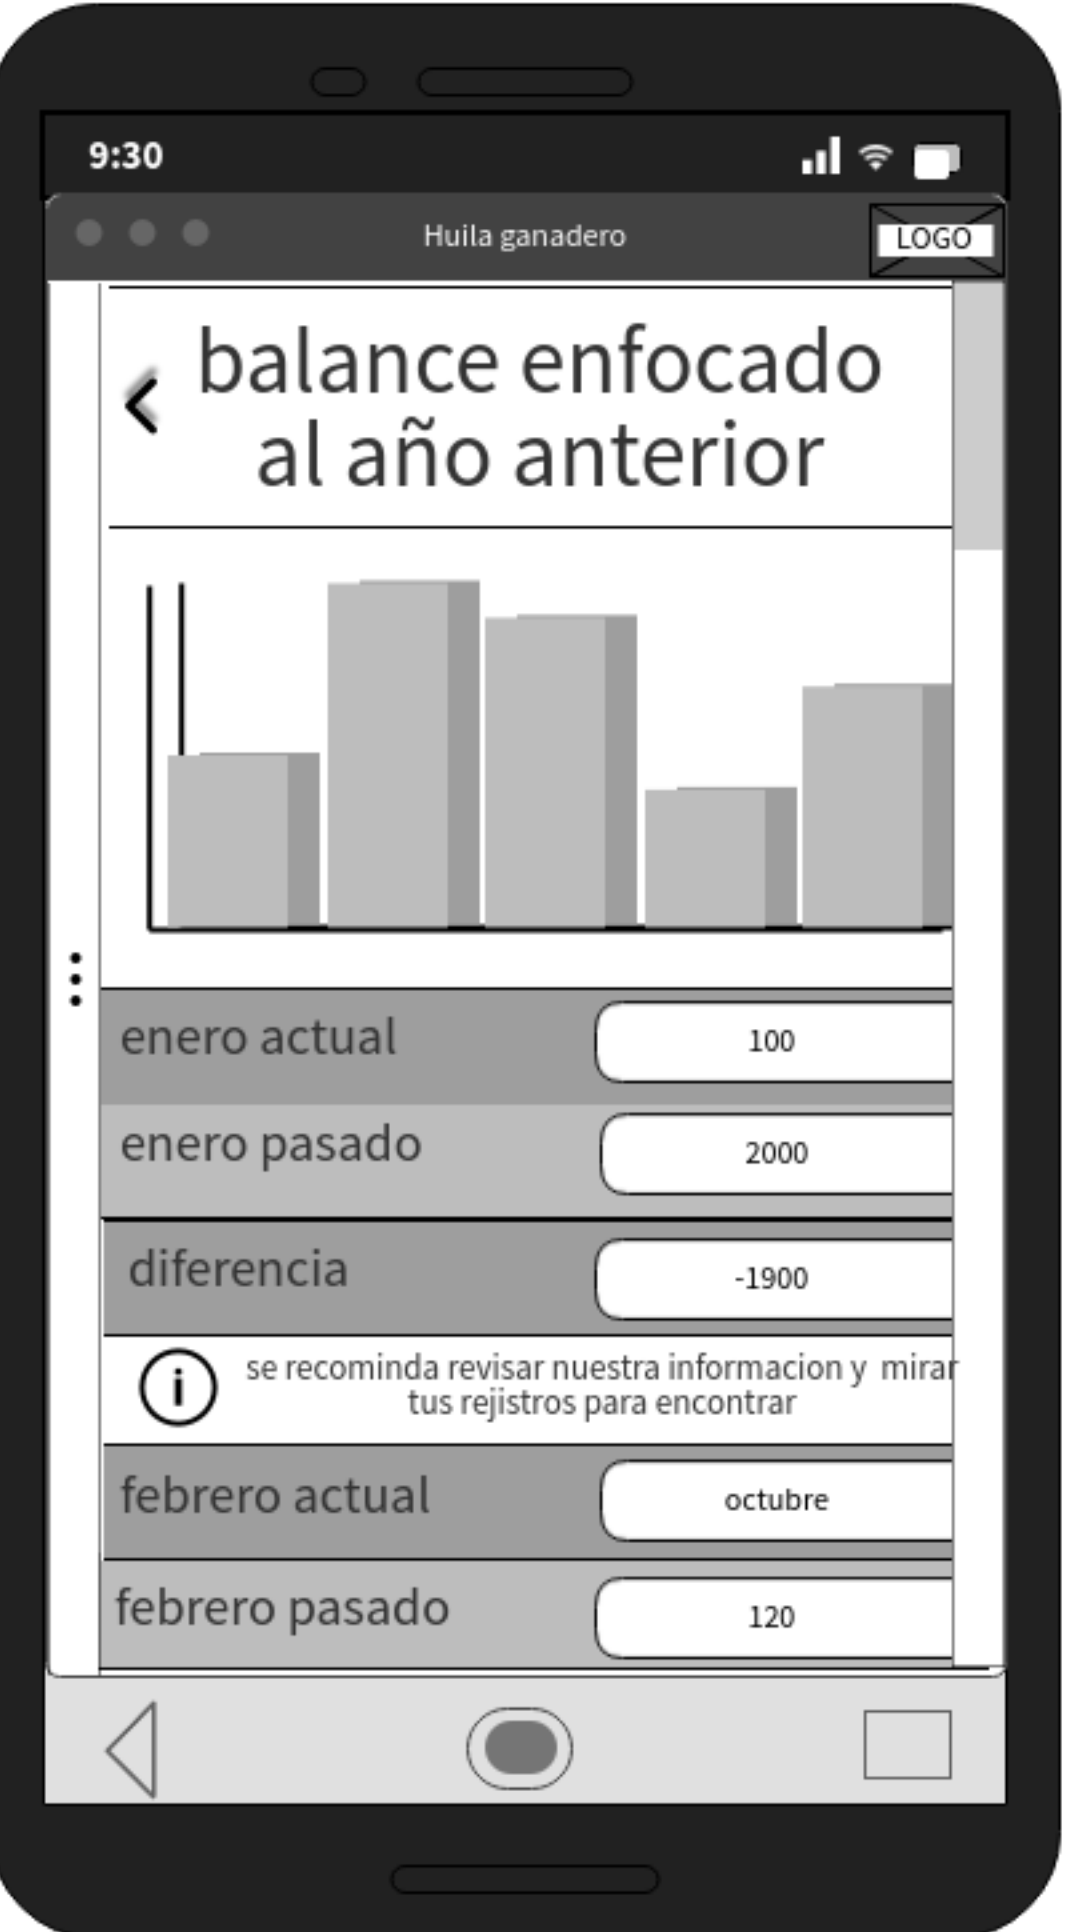 9:30
Huila ganadero
LOGO
balance enfocado
al año anterior
enero actual
100
enero pasado
2000
diferencia
-1900
i
se recominda revisar nuestra informacion y mirar
tus rejistros para encontrar
febrero actual
octubre
febrero pasado
120